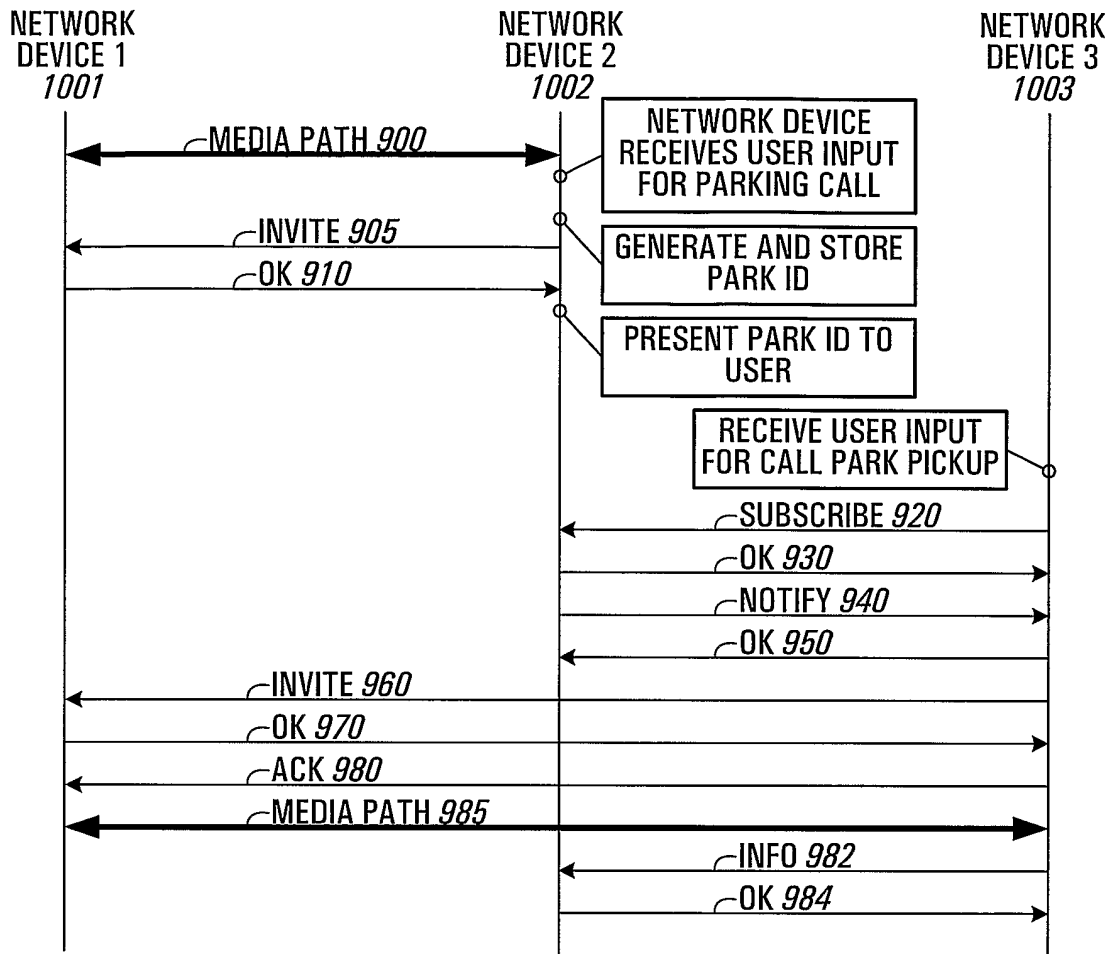 NETWORK
DEVICE 1
1001
NETWORK
DEVICE 2
1002
NETWORK
DEVICE 3
1003
MEDIA PATH 900
NETWORK DEVICE
RECEIVES USER INPUT
FOR PARKING CALL
INVITE 905
GENERATE AND STORE
PARK ID
OK 910
PRESENT PARK ID TO
USER
RECEIVE USER INPUT
FOR CALL PARK PICKUP
SUBSCRIBE 920
OK 930
NOTIFY 940
OK 950
INVITE 960
OK 970
ACK 980
MEDIA PATH 985
INFO 982
OK 984